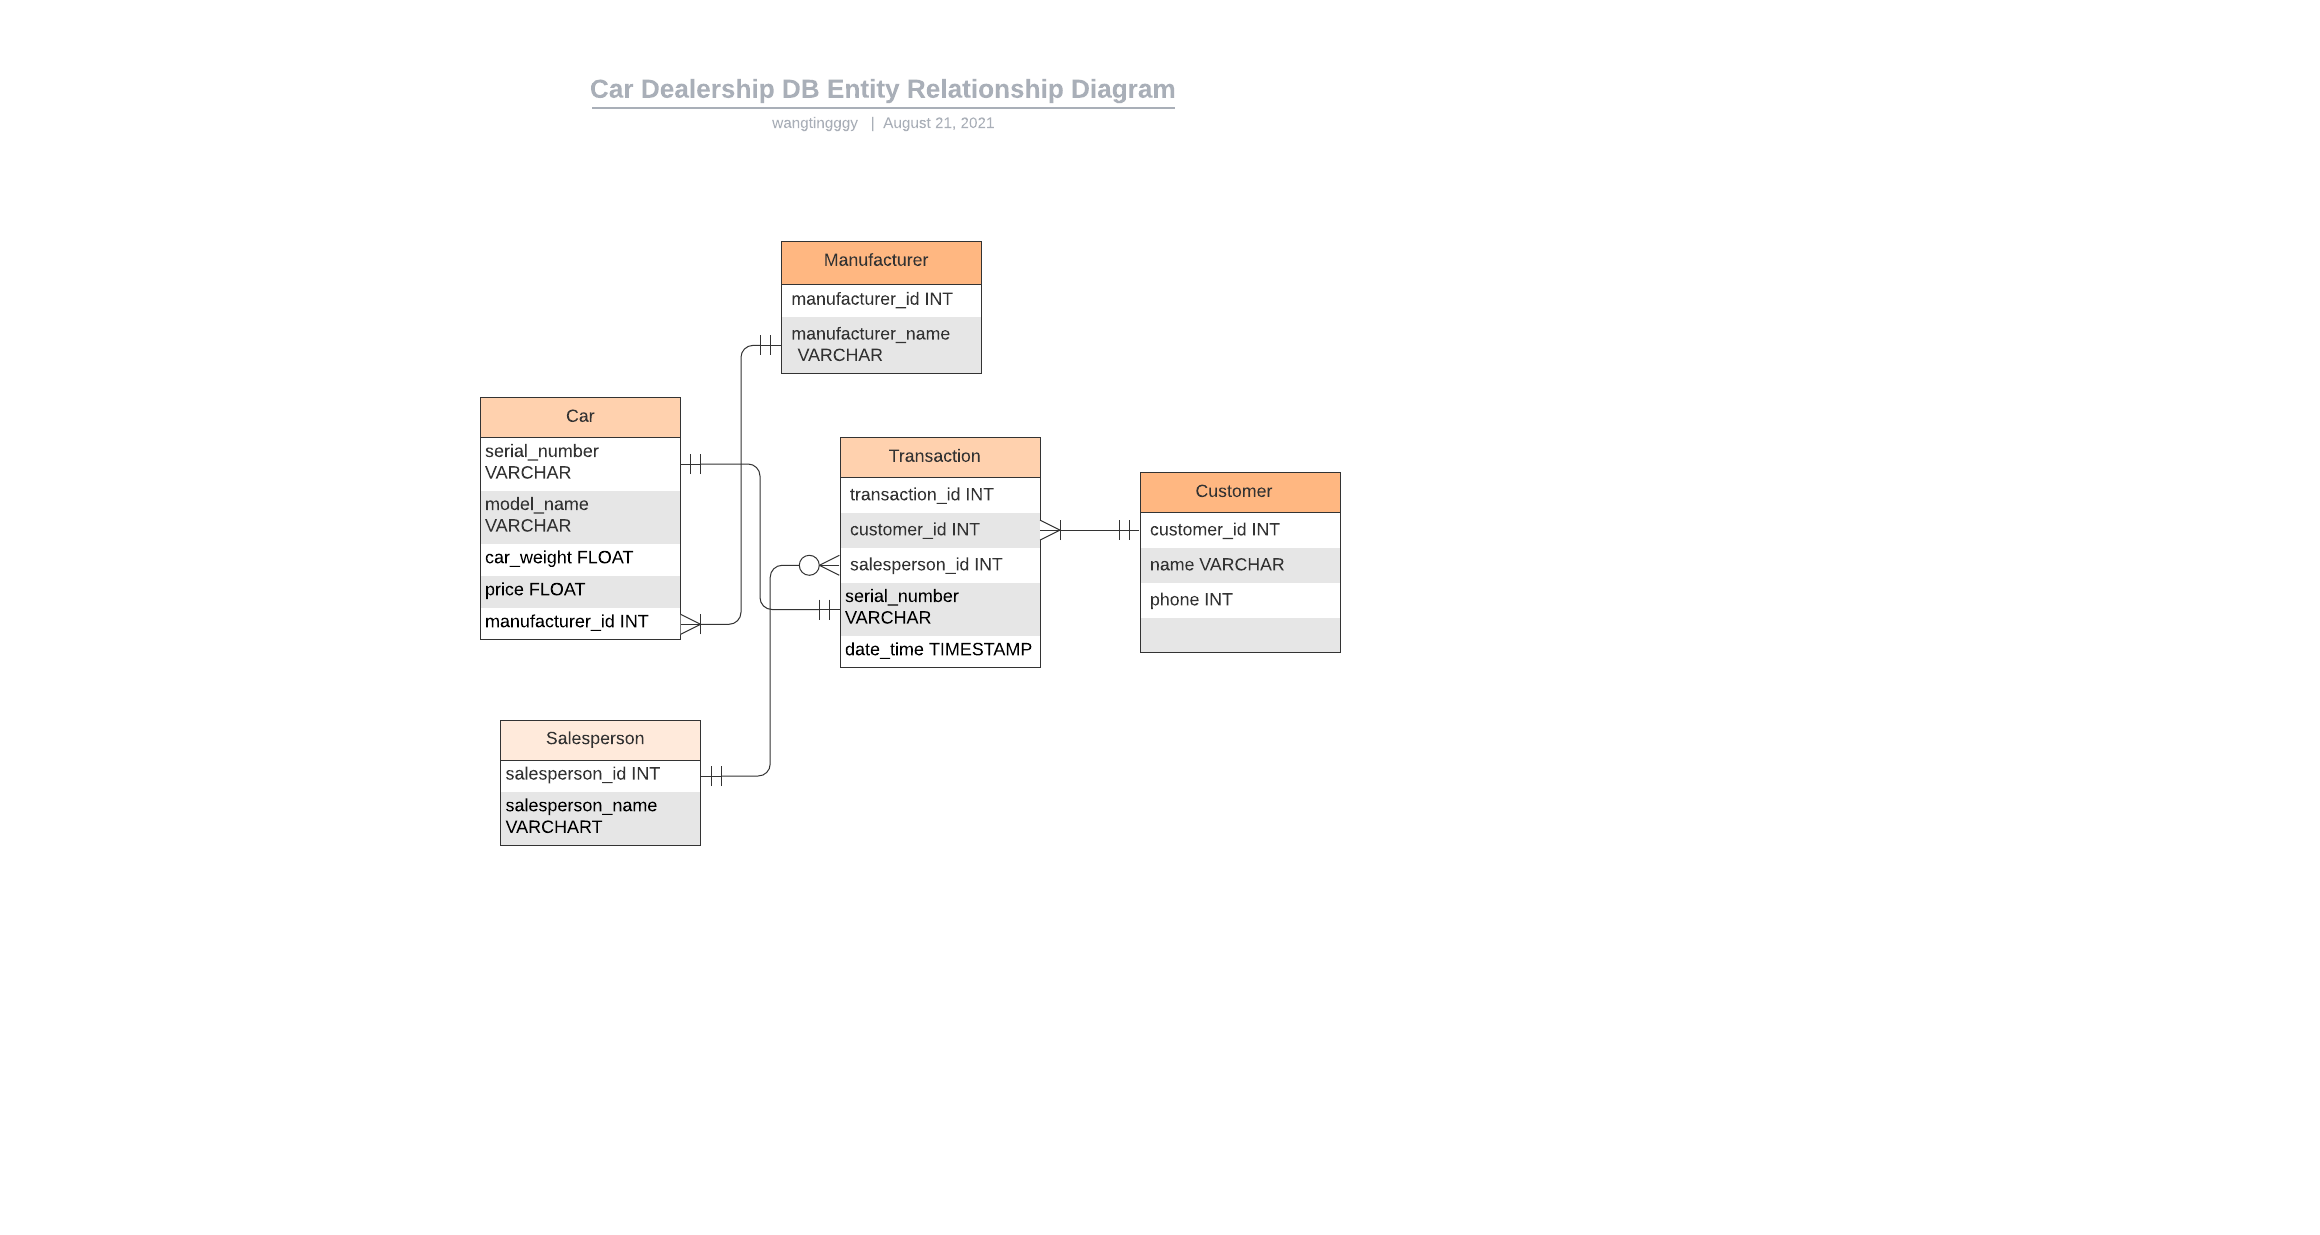 Car Dealership DB Entity Relationship Diagram
wangtingggy | August 21, 2021
Manufacturer
manufacturer_id INT
manufacturer_name
VARCHAR
Car
serial_number
VARCHAR
model_name
VARCHAR
car_weight FLOAT
price FLOAT
manufacturer_id INT
Transaction
transaction_id INT
customer_id INT
salesperson_id INT
serial_number
VARCHAR
date_time TIMESTAMP
Customer
customer_id INT
name VARCHAR
phone INT
Salesperson
salesperson_id INT
salesperson_name
VARCHART